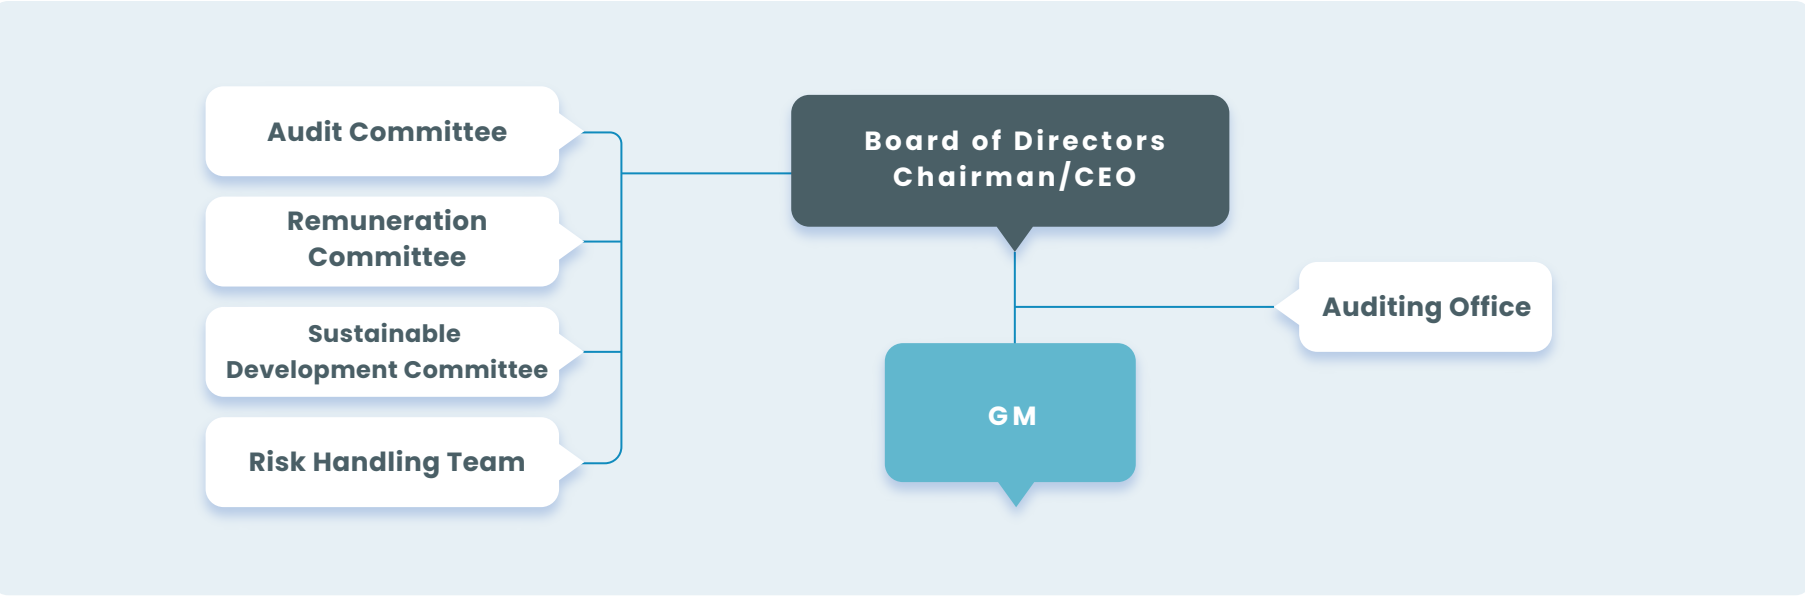 Audit Committee
Remuneration
Committee
Sustainable
Development Committee
Risk Handling Team
Board of Directors
Chairman/CEO
Auditing Office
GM